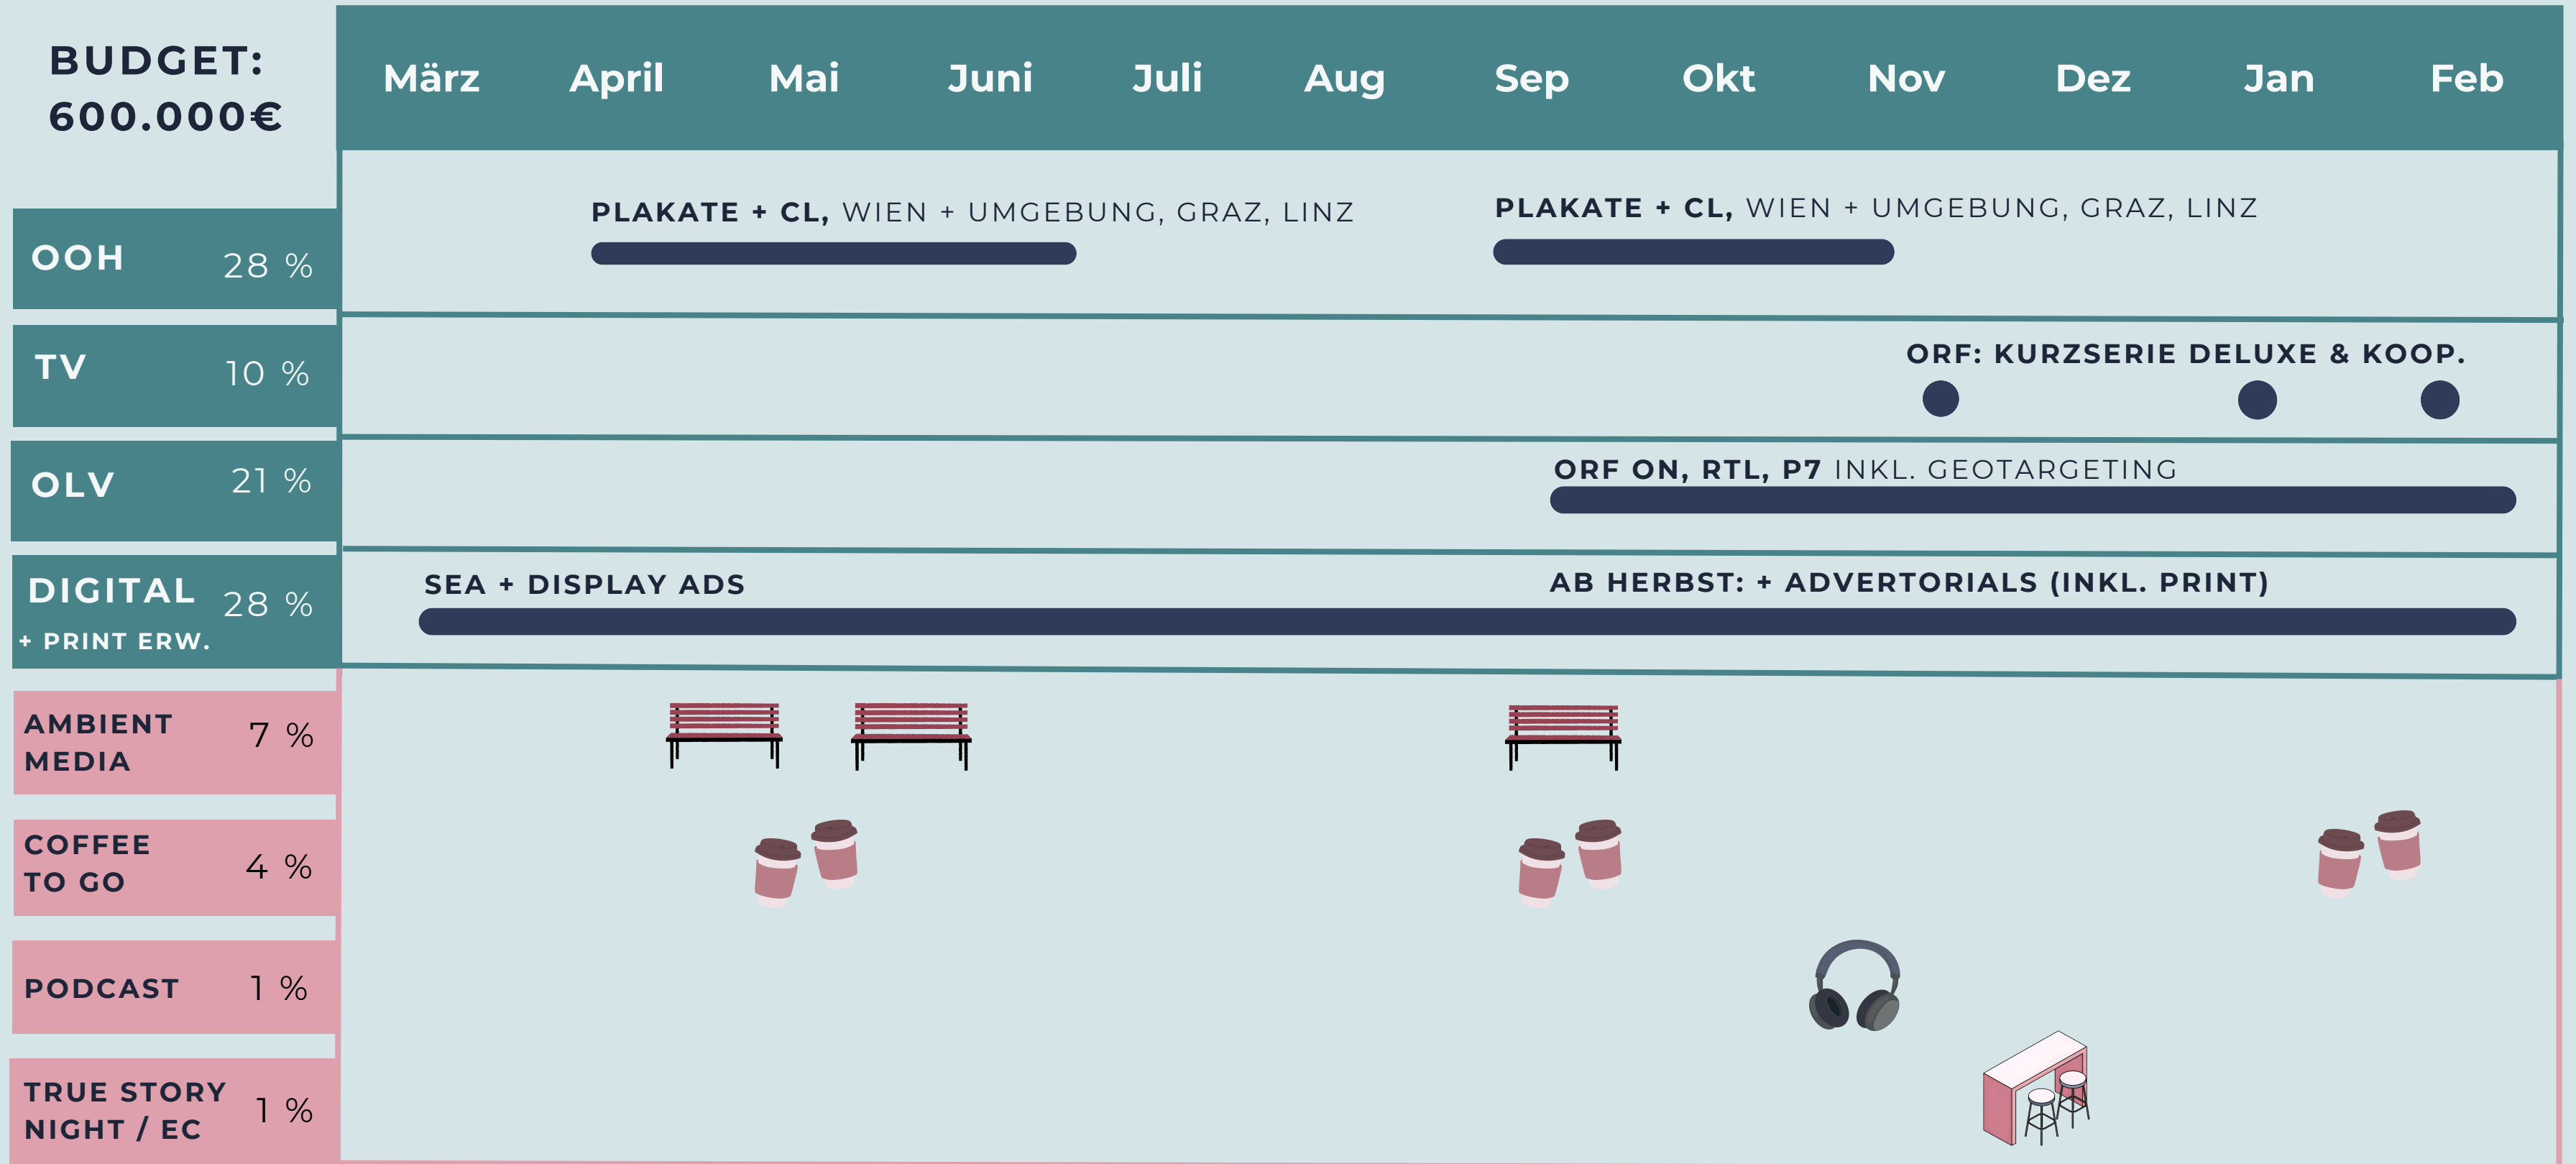 BUDGET:
600.000€
März April Mai Juni Juli Aug Sep Okt Nov Dez Jan Feb
OOH 28 %
PLAKATE + CL, WIEN + UMGEBUNG, GRAZ, LINZ
PLAKATE + CL, WIEN + UMGEBUNG, GRAZ, LINZ
TV 10 %
ORF: KURZSERIE DELUXE & KOOP.
OLV 21 %
ORF ON, RTL, P7 INKL. GEOTARGETING
DIGITAL 28 %
+ PRINT ERW.
SEA + DISPLAY ADS
AB HERBST: + ADVERTORIALS (INKL. PRINT)
AMBIENT
MEDIA
7 %
COFFEE
TO GO
4 %
PODCAST 1 %
TRUE STORY
NIGHT / EC
1 %